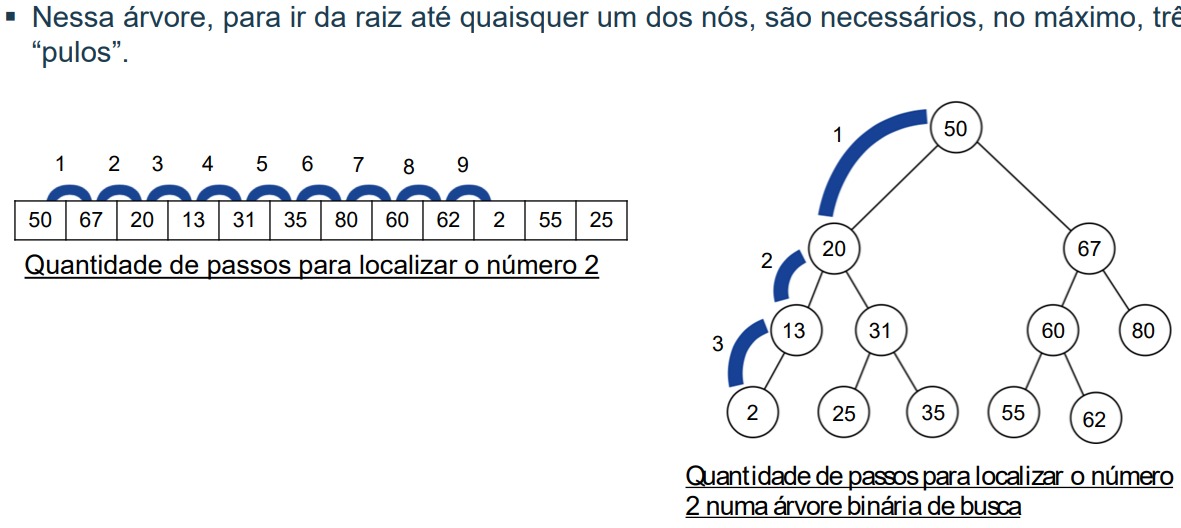 ▪ Nessa árvore, para ir da raiz até quaisquer um dos nós, são necessários, no máximo, trê
“pulos”.
1 2 3 4 5 6 7 8 9
50 67 20 13 31 35 80 60 62 2 55 25
Quantidade de passos para localizar o número 2
1
50
2
20
67
3
13
31
60
80
2
25
35
55
62
Quantidade de passos para localizar o número
2 numa árvore binária de busca